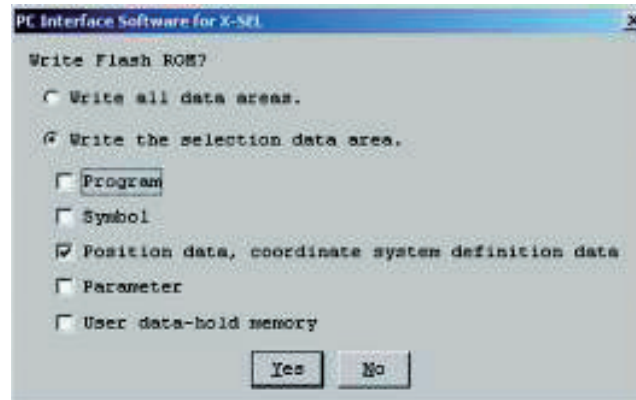 PC Interface Software for X-SEL
Write Flash ROM?
Write all data areas.
Write the selection data area.
Program
Symbol
Position data, coordinate system definition data
Parameter
User data-hold memory
Yes No